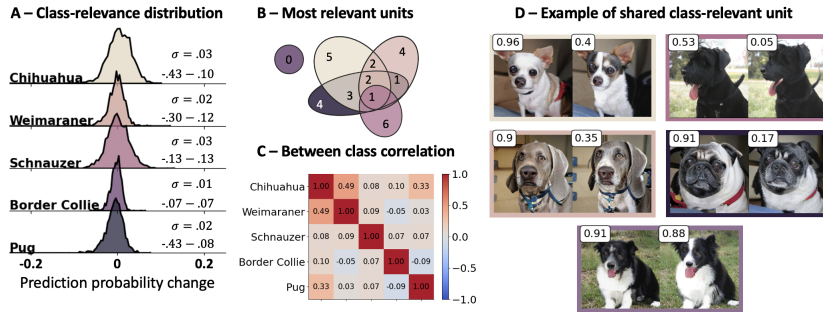 A – Class-relevance distribution
Chihuahua
σ = .03
-.43 - .10
Weimaraner
σ = .02
-.30 - .12
Schnauzer
σ = .03
-.13 - .13
Border Collie
σ = .01
-.07 - .07
Pug
σ = .02
-.43 - .08
-0.2 0 0.2
Prediction probability change
B – Most relevant units
0 5 4
2
2 1
3 1
4
6
C – Between class correlation
Chihuahua 1.00 0.49 0.08 0.10 0.33
Weimaraner 0.49 1.00 0.09 -0.05 0.03
Schnauzer 0.08 0.09 1.00 0.07 0.07
Border Collie 0.10 -0.05 0.07 1.00 -0.09
Pug 0.33 0.03 0.07 -0.09 1.00
1.0
0.5
0.0
−0.5
−1.0
D – Example of shared class-relevant unit
0.96 0.4
0.53 0.05
0.9 0.35
0.91 0.17
0.91 0.88